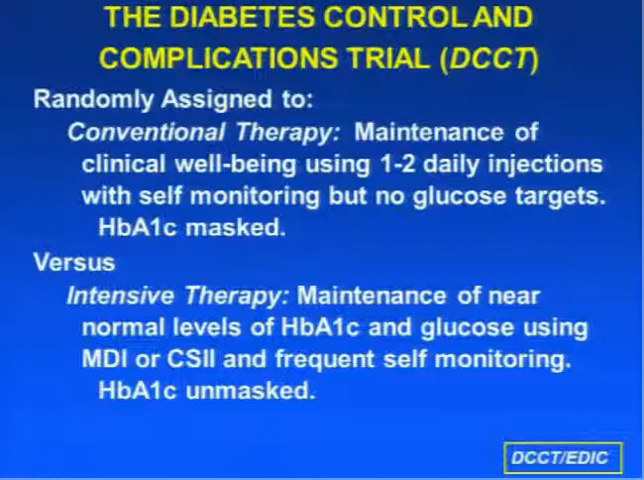 THE DIABETES CONTROL AND
COMPLICATIONS TRIAL (DCCT)
Randomly Assigned to:
Conventional Therapy: Maintenance of
clinical well-being using 1-2 daily injections
with self monitoring but no glucose targets.
HbA1c masked.
Versus
Intensive Therapy: Maintenance of near
normal levels of HbA1c and glucose using
MDI or CSII and frequent self monitoring.
HbA1c unmasked.
DCCT/EDIC